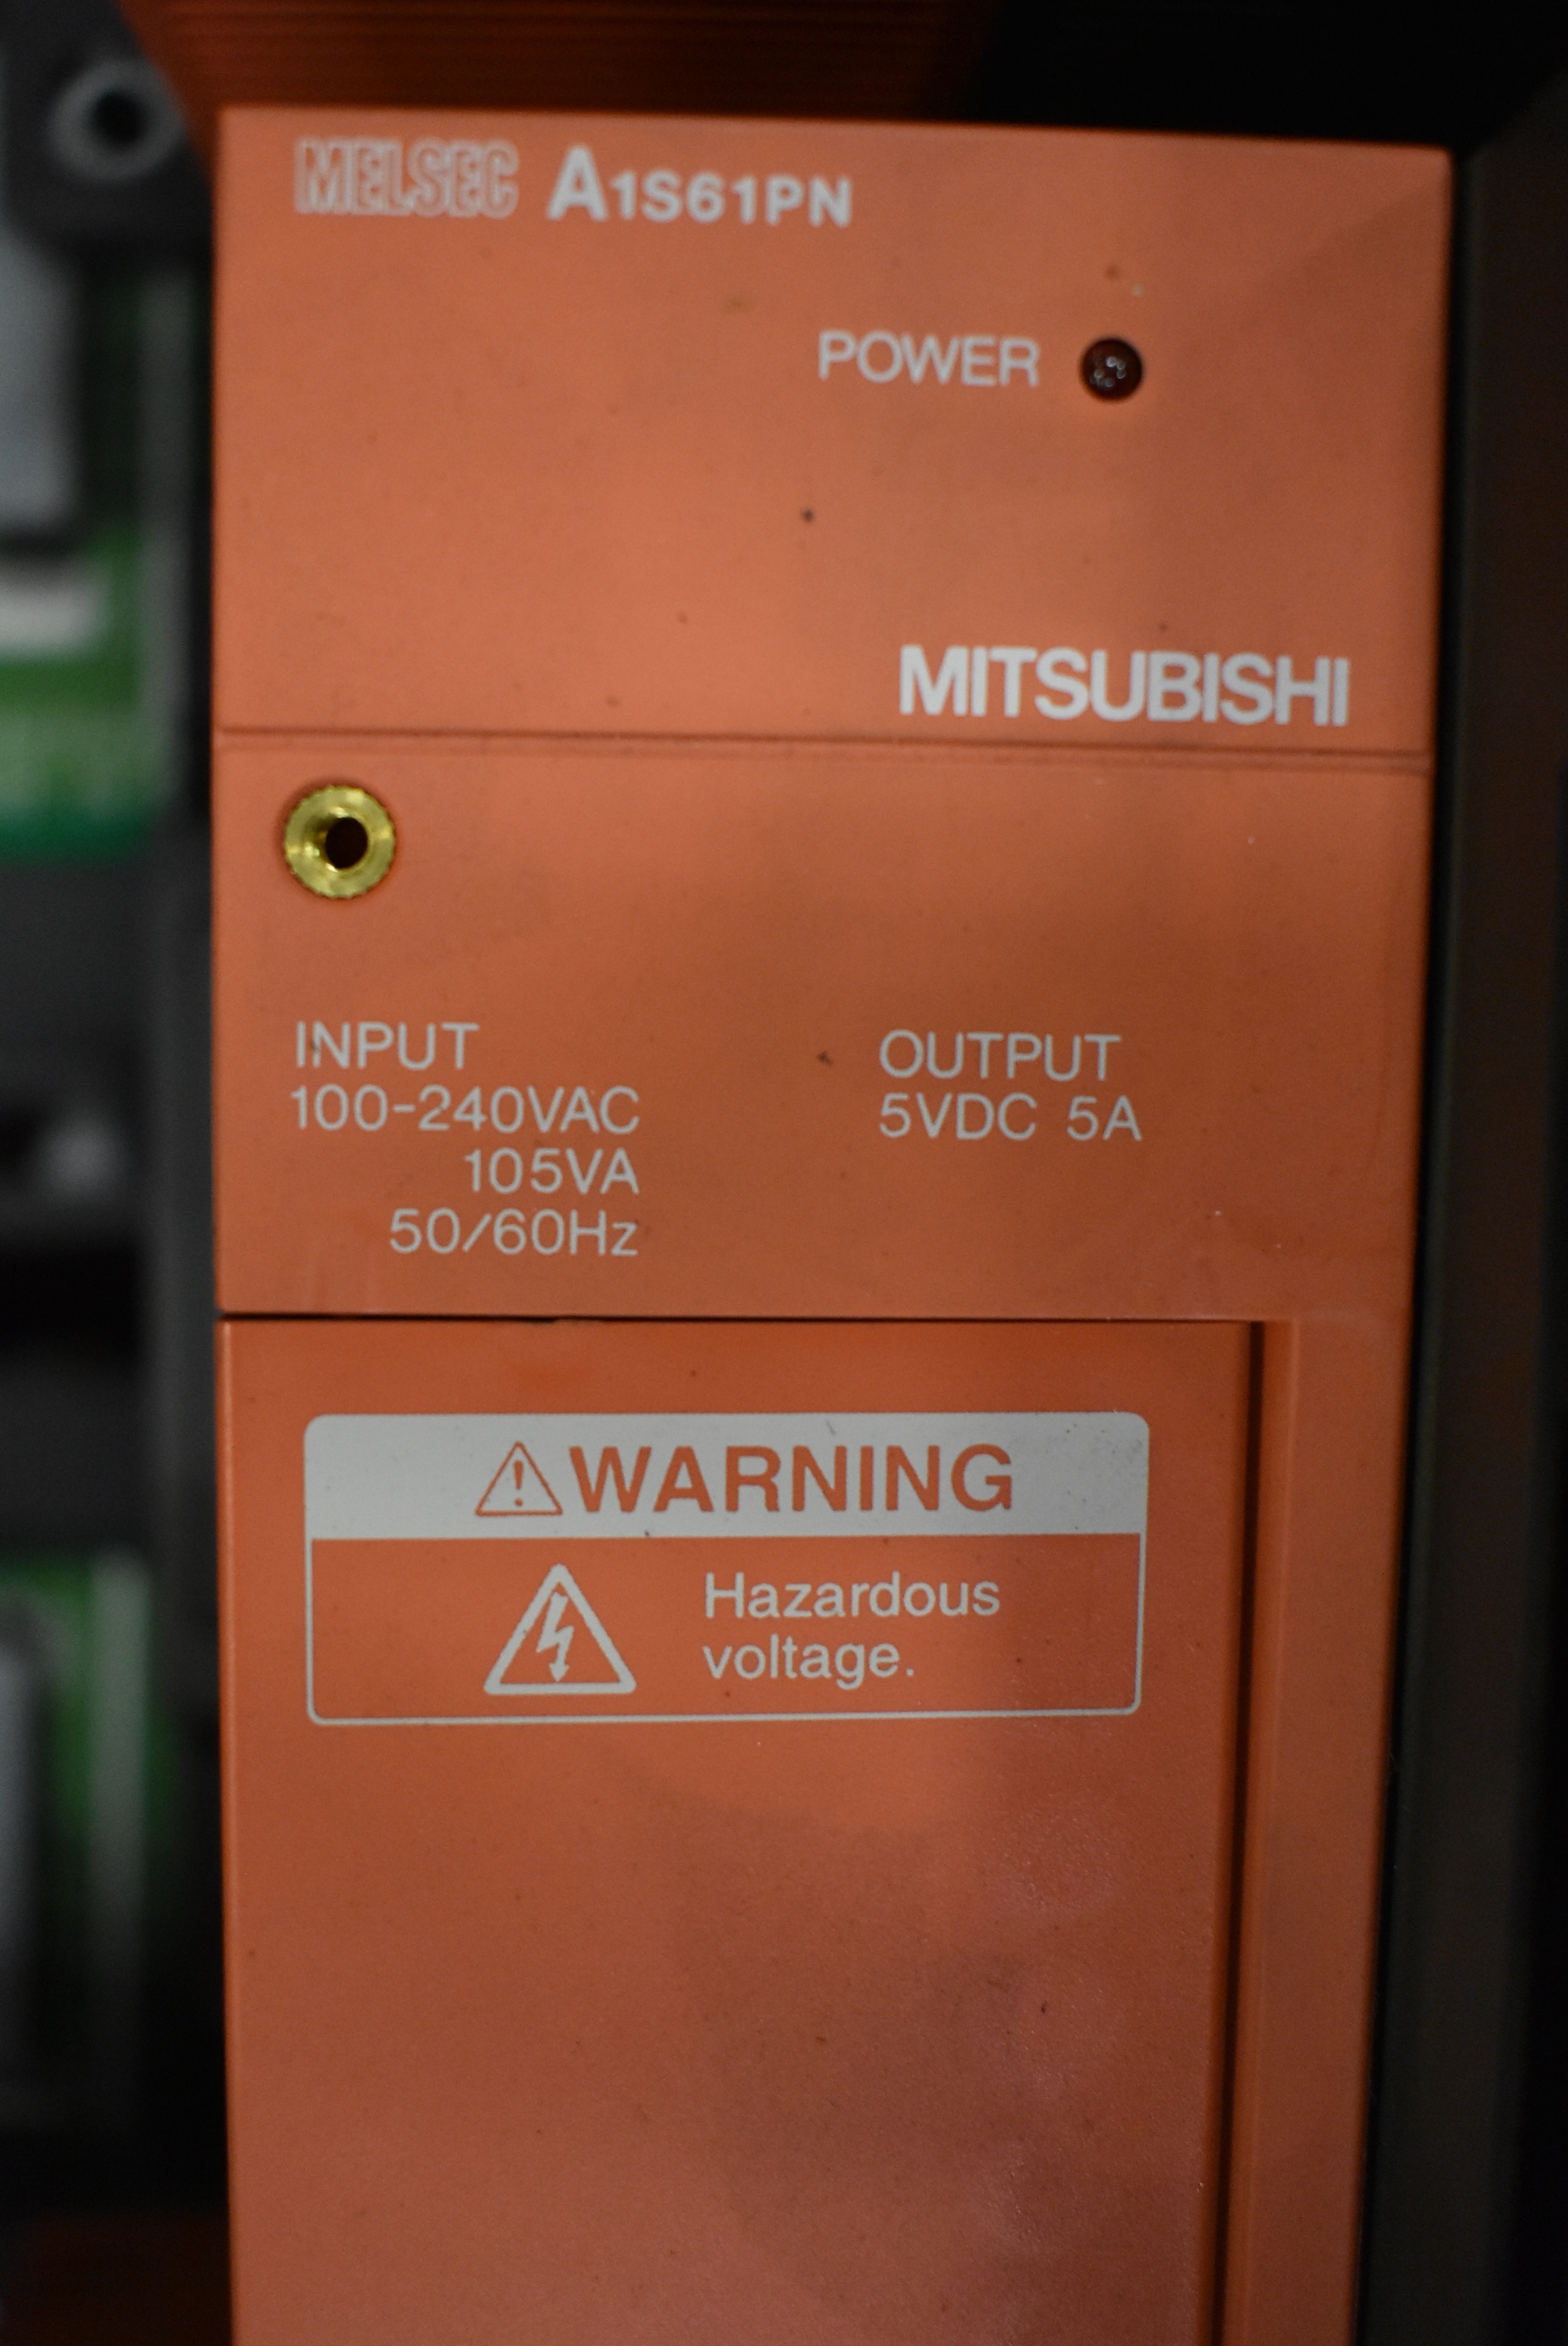 MELSEC A1S61PN
POWER
MITSUBISHI
INPUT
100-240VAC
105VA
50/60Hz
OUTPUT
5VDC 5A
WARNING
Hazardous
voltage.